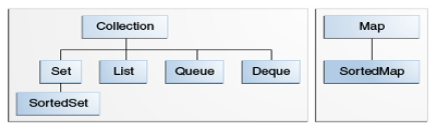 Collection
Map
Set
List
Queue
Deque
SortedMap
SortedSet